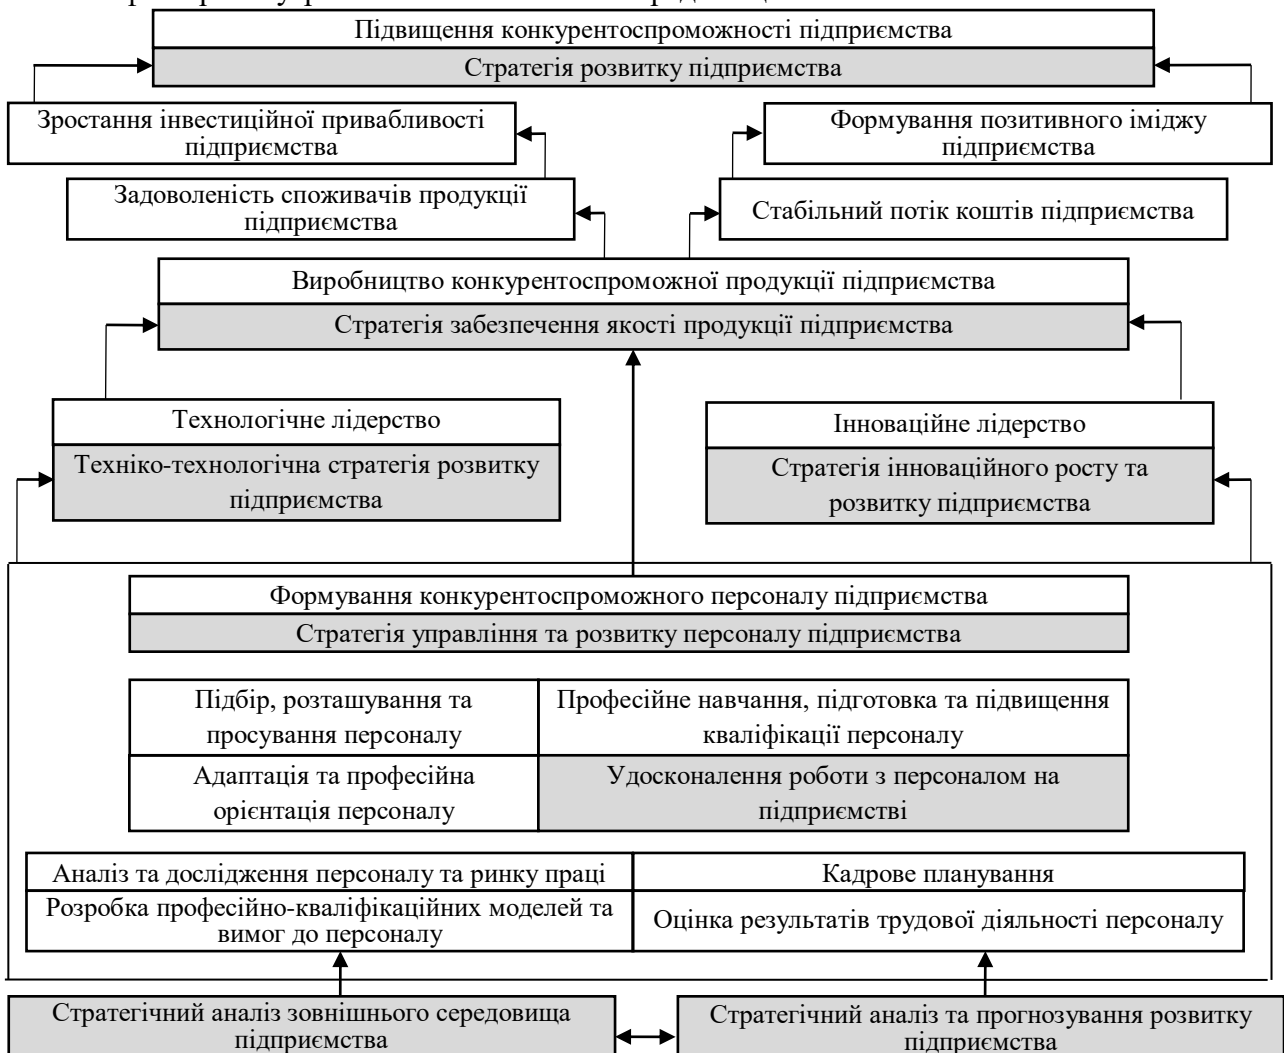 Підвищення конкурентоспроможності підприємства
Стратегія розвитку підприємства
Зростання інвестиційної привабливості
підприємства
Формування позитивного іміджу
підприємства
Задоволеність споживачів продукції
підприємства
Стабільний потік коштів підприємства
Виробництво конкурентоспроможної продукції підприємства
Стратегія забезпечення якості продукції підприємства
Технологічне лідерство
Техніко-технологічна стратегія розвитку
підприємства
Інноваційне лідерство
Стратегія інноваційного росту та
розвитку підприємства
Формування конкурентоспроможного персоналу підприємства
Стратегія управління та розвитку персоналу підприємства
Підбір, розташування та
просування персоналу
Професійне навчання, підготовка та підвищення
кваліфікації персоналу
Адаптація та професійна
орієнтація персоналу
Удосконалення роботи з персоналом на
підприємстві
Аналіз та дослідження персоналу та ринку праці
Кадрове планування
Розробка професійно-кваліфікаційних моделей та
вимог до персоналу
Оцінка результатів трудової діяльності персоналу
Стратегічний аналіз зовнішнього середовища
підприємства
Стратегічний аналіз та прогнозування розвитку
підприємства